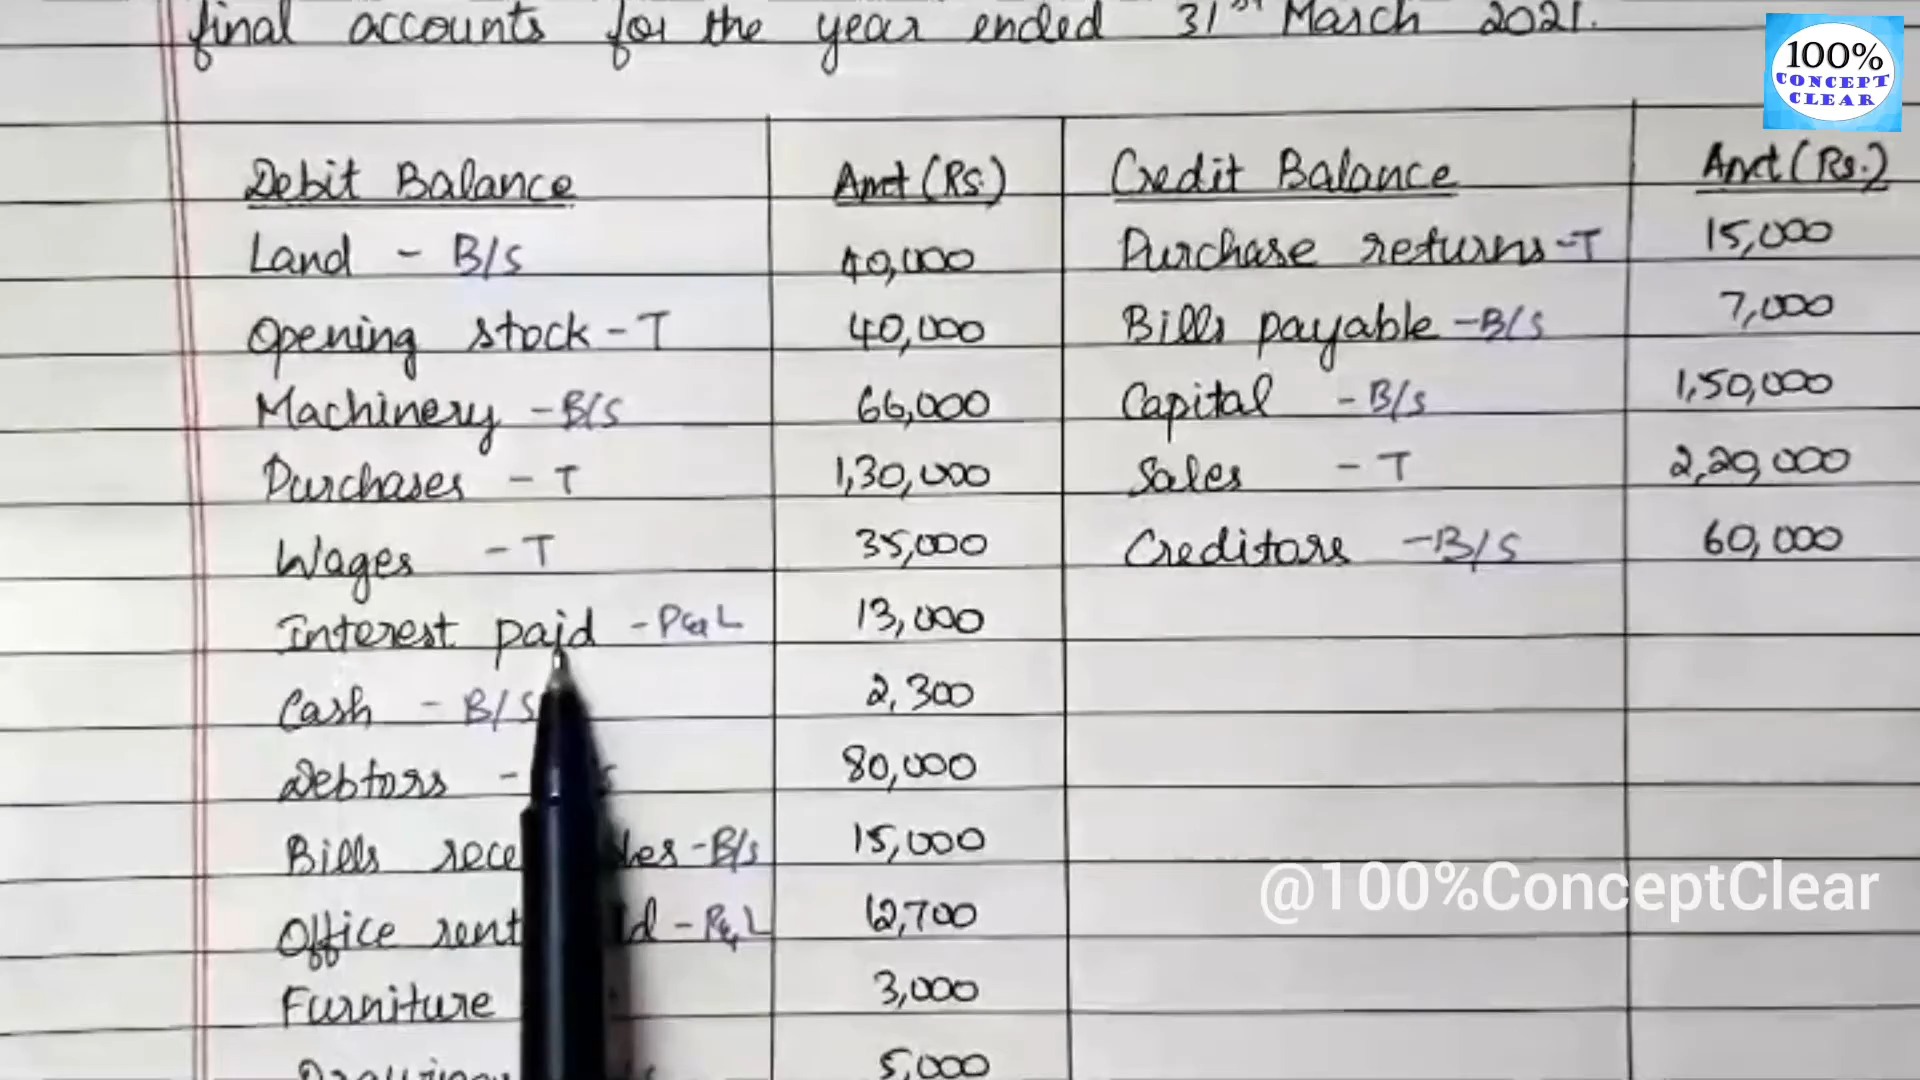 final accounts for the year ended 31st March 2021.
100%
CONCEPT
CLEAR
Debit Balance Amt (Rs.) Credit Balance Amt (Rs.)
Land - B/S 40,000 Purchase returns - T 15,000
Opening stock - T 40,000 Bills payable - B/S 7,000
Machinery - B/S 66,000 Capital - B/S 1,50,000
Purchases - T 1,30,000 Sales - T 2,20,000
Wages - T 35,000 Creditors - B/S 60,000
Interest paid - P&L 13,000
Cash - B/S 2,300
Debtors - 80,000
Bills - B/S 15,000
@100%ConceptClear
Office rent - P&L 12,700
Furniture 3,000
5,000